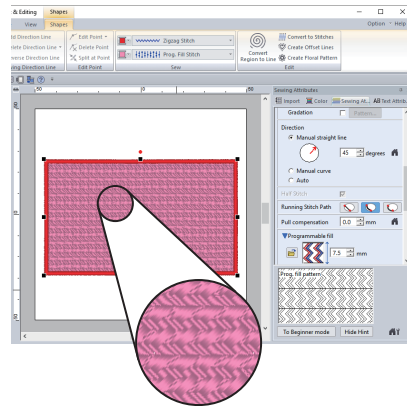 & Editing Shapes
View Shapes Option Help
d Direction Line
lete Direction Line
verse Direction Line
ing Direction Line
Edit Point
Delete Point
Split at Point
Edit Point
Zigzag Stitch
Prog. Fill Stitch
Sew
Convert
Region to Line
Convert to Stitches
Create Offset Lines
Create Floral Pattern
Edit
50 0 50
Sewing Attributes
Import Color Sewing At... Text Attrib.
Gradation Pattern...
Direction
Manual straight line
45 degrees
Manual curve
Auto
Half Stitch
Running Stitch Path
Pull compensation 0.0 mm
Programmable fill
7.5 mm
Prog. fill pattern
To Beginner mode Hide Hint